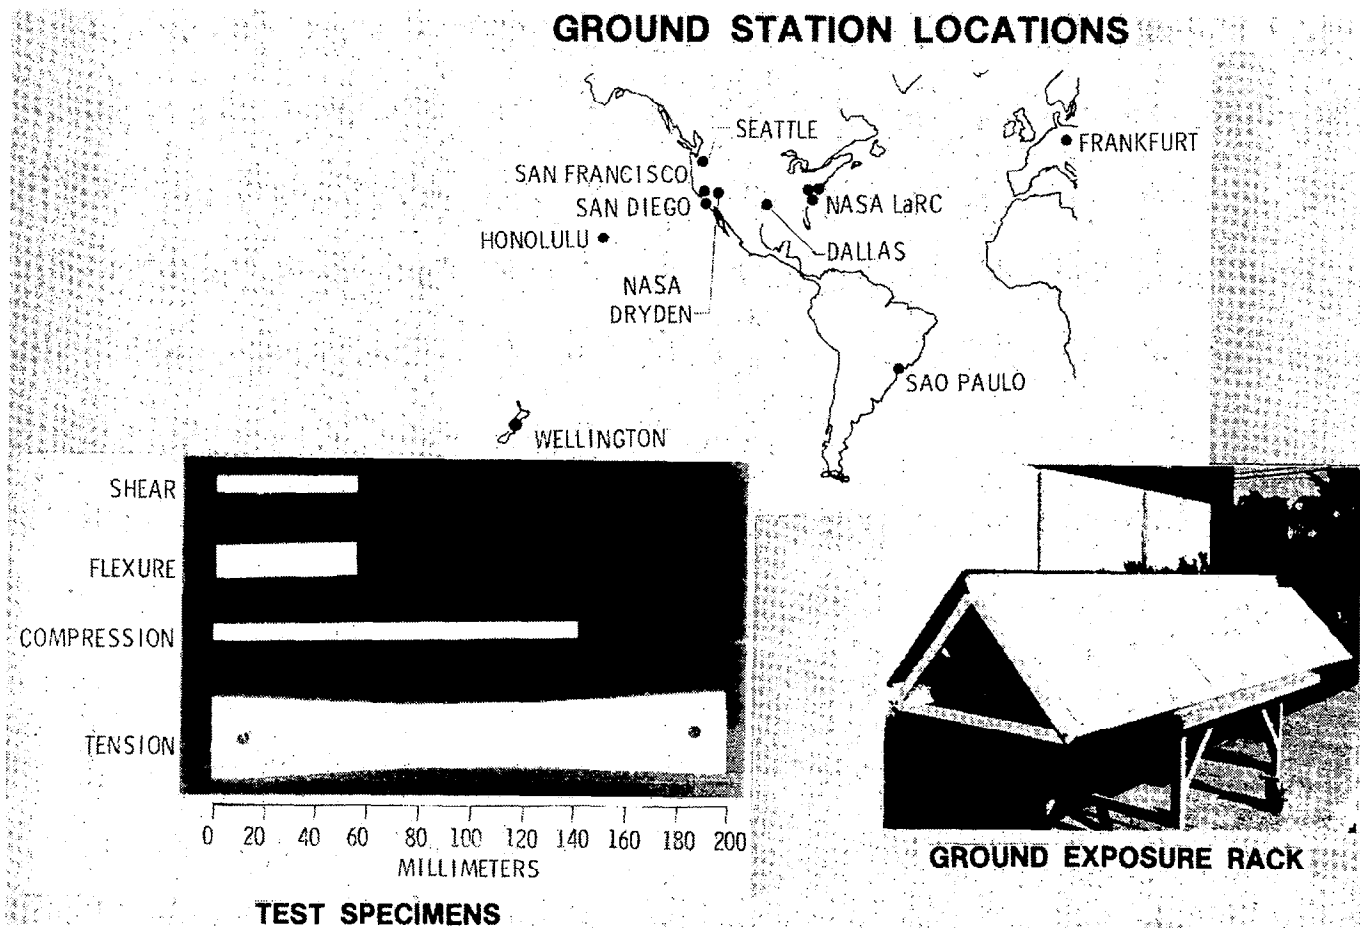 GROUND STATION LOCATIONS
SEATTLE
FRANKFURT
SAN FRANCISCO
SAN DIEGO
NASA LaRC
HONOLULU
DALLAS
NASA
DRYDEN
SAO PAULO
WELLINGTON
SHEAR
FLEXURE
COMPRESSION
TENSION
0 20 40 60 80 100 120 140 160 180 200
MILLIMETERS
GROUND EXPOSURE RACK
TEST SPECIMENS